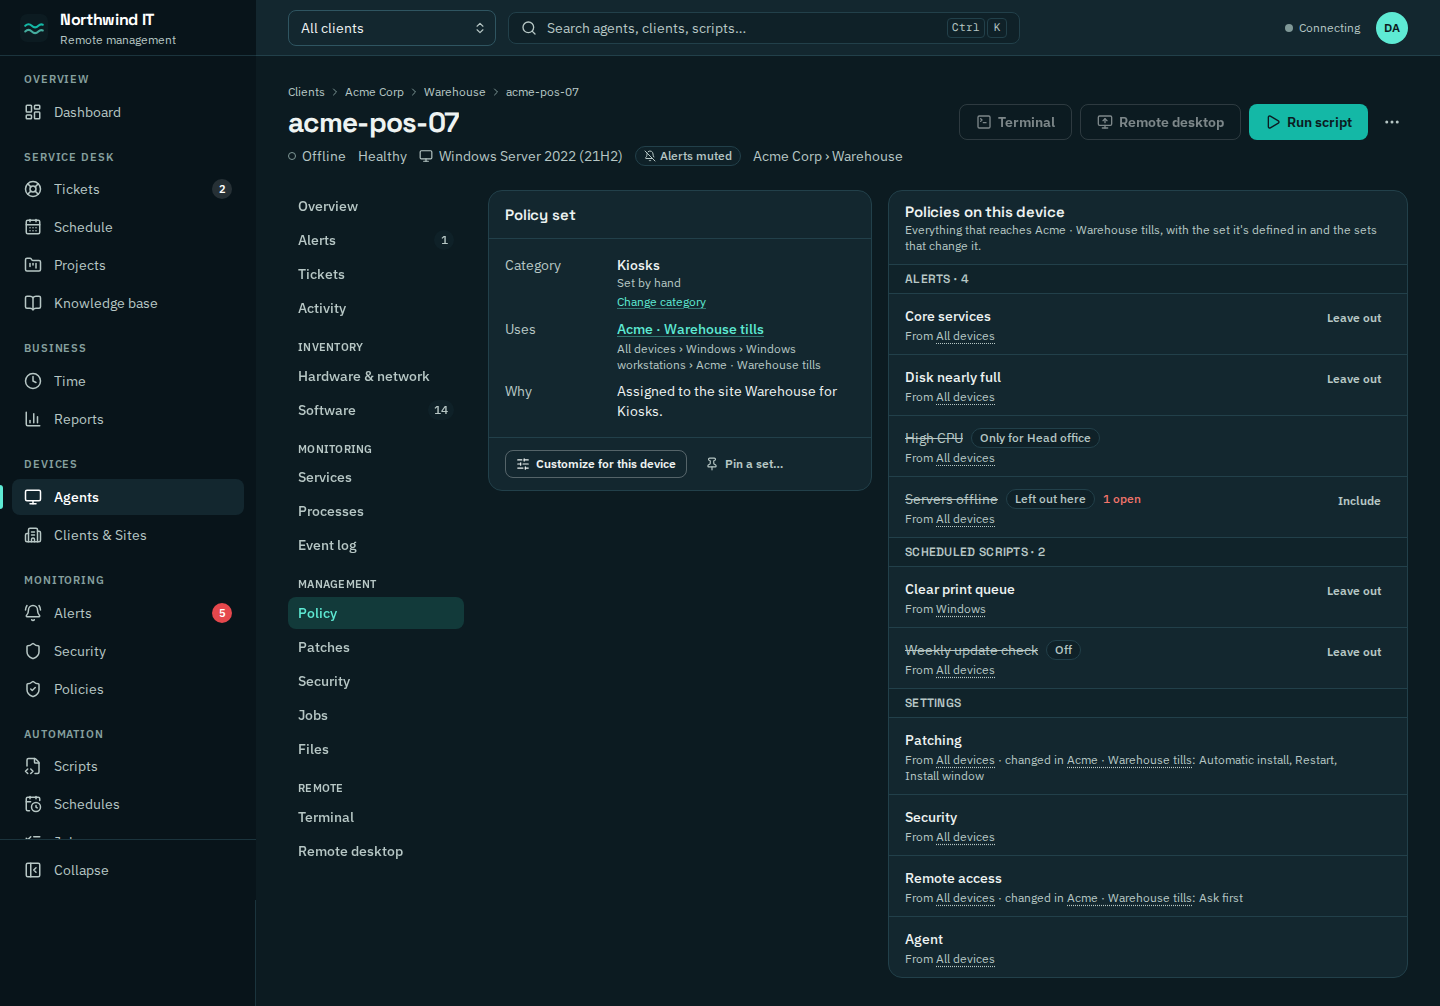 Northwind IT
Remote management
All clients
Search agents, clients, scripts...
Ctrl K
Connecting
DA
OVERVIEW
Dashboard
SERVICE DESK
Tickets 2
Schedule
Projects
Knowledge base
BUSINESS
Time
Reports
DEVICES
Agents
Clients & Sites
MONITORING
Alerts 5
Security
Policies
AUTOMATION
Scripts
Schedules
Collapse
Clients > Acme Corp > Warehouse > acme-pos-07
acme-pos-07
Offline Healthy Windows Server 2022 (21H2) Alerts muted Acme Corp › Warehouse
Terminal
Remote desktop
Run script
Overview
Alerts 1
Tickets
Activity
INVENTORY
Hardware & network
Software 14
MONITORING
Services
Processes
Event log
MANAGEMENT
Policy
Patches
Security
Jobs
Files
REMOTE
Terminal
Remote desktop
Policy set
Category Kiosks
Set by hand
Change category
Uses Acme · Warehouse tills
All devices › Windows › Windows
workstations › Acme · Warehouse tills
Why Assigned to the site Warehouse for
Kiosks.
Customize for this device
Pin a set...
Policies on this device
Everything that reaches Acme · Warehouse tills, with the set it's defined in and the sets
that change it.
ALERTS · 4
Core services Leave out
From All devices
Disk nearly full Leave out
From All devices
High CPU Only for Head office
From All devices
Servers offline Left out here 1 open Include
From All devices
SCHEDULED SCRIPTS · 2
Clear print queue Leave out
From Windows
Weekly update check Off Leave out
From All devices
SETTINGS
Patching
From All devices · changed in Acme · Warehouse tills: Automatic install, Restart,
Install window
Security
From All devices
Remote access
From All devices · changed in Acme · Warehouse tills: Ask first
Agent
From All devices